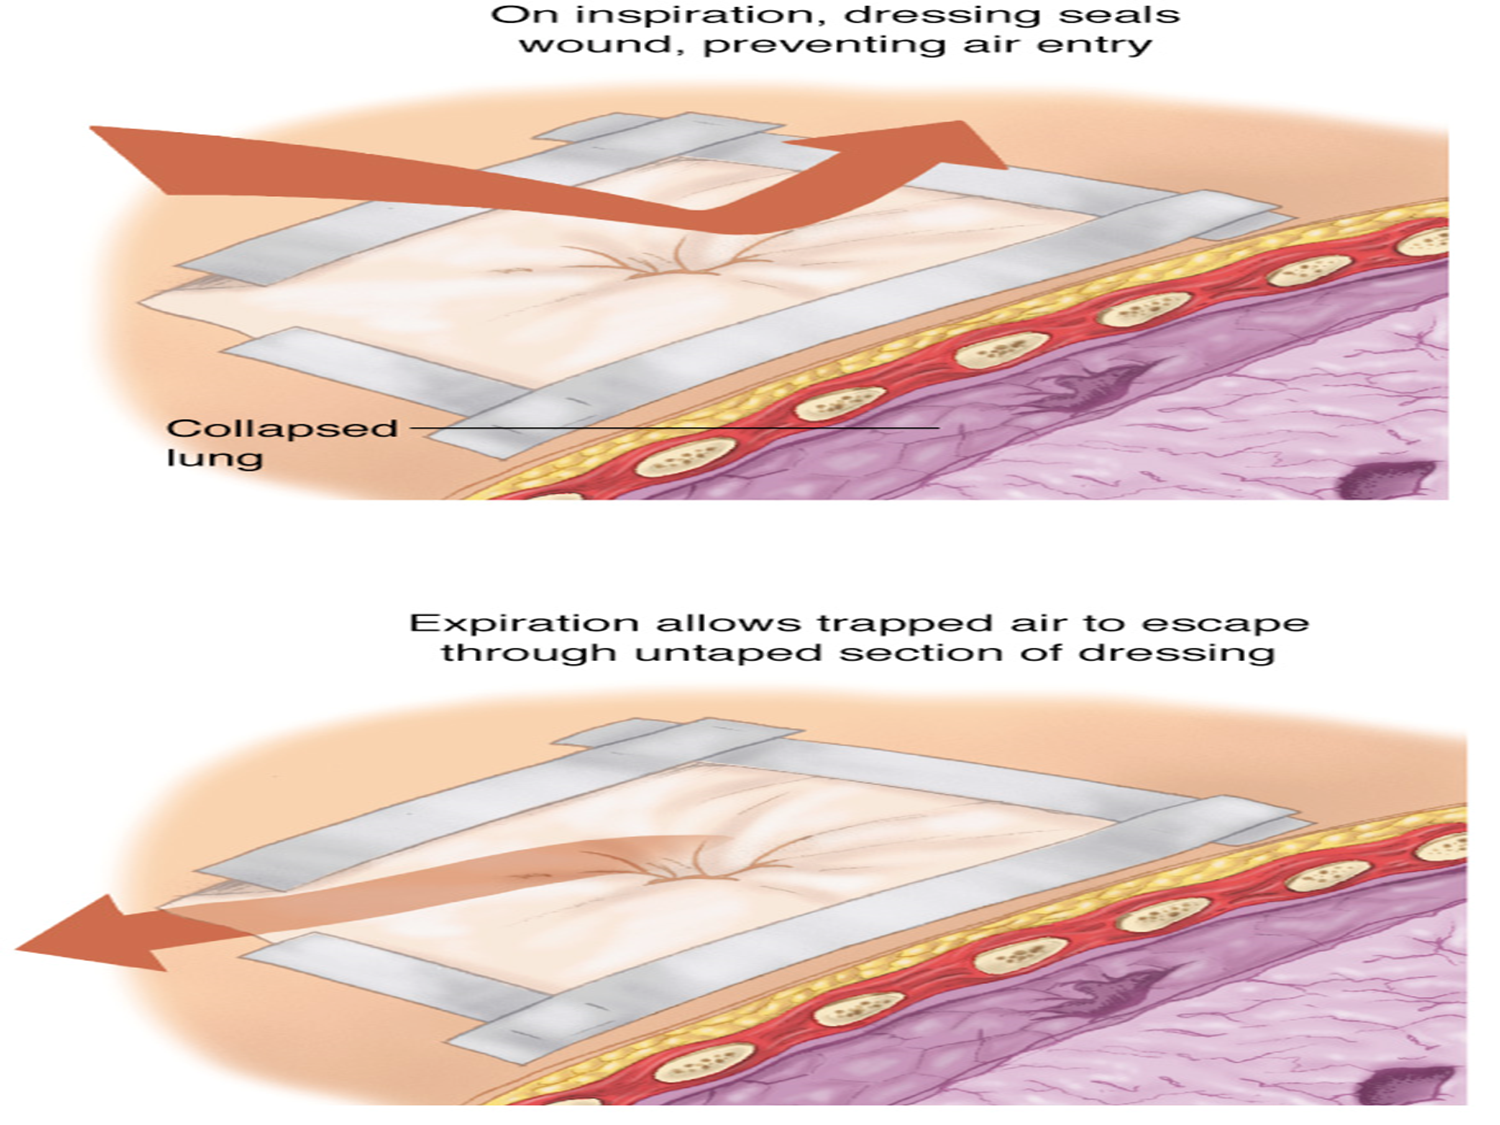 On inspiration, dressing seals
wound, preventing air entry
Collapsed
lung
Expiration allows trapped air to escape
through untaped section of dressing